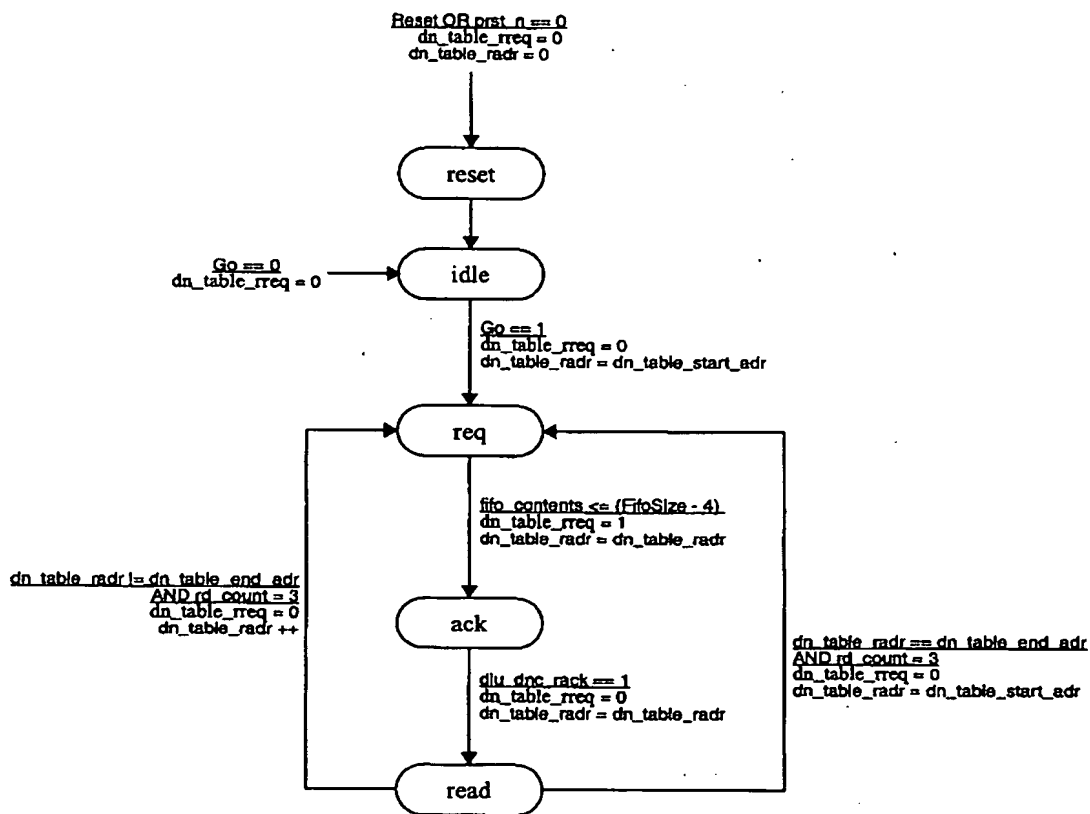 Reset OR prst_n == 0
dn_table_rreq = 0
dn_table_radr = 0
reset
Go == 0
dn_table_rreq = 0
idle
Go == 1
dn_table_rreq = 0
dn_table_radr = dn_table_start_adr
req
fifo_contents <= (FifoSize - 4)
dn_table_rreq = 1
dn_table_radr = dn_table_radr
dn_table_radr != dn_table_end_adr
AND rd_count = 3
dn_table_rreq = 0
dn_table_radr ++
ack
dn_table_radr == dn_table_end_adr
AND rd_count = 3
dn_table_rreq = 0
dn_table_radr = dn_table_start_adr
diu_dnc_rack == 1
dn_table_rreq = 0
dn_table_radr = dn_table_radr
read